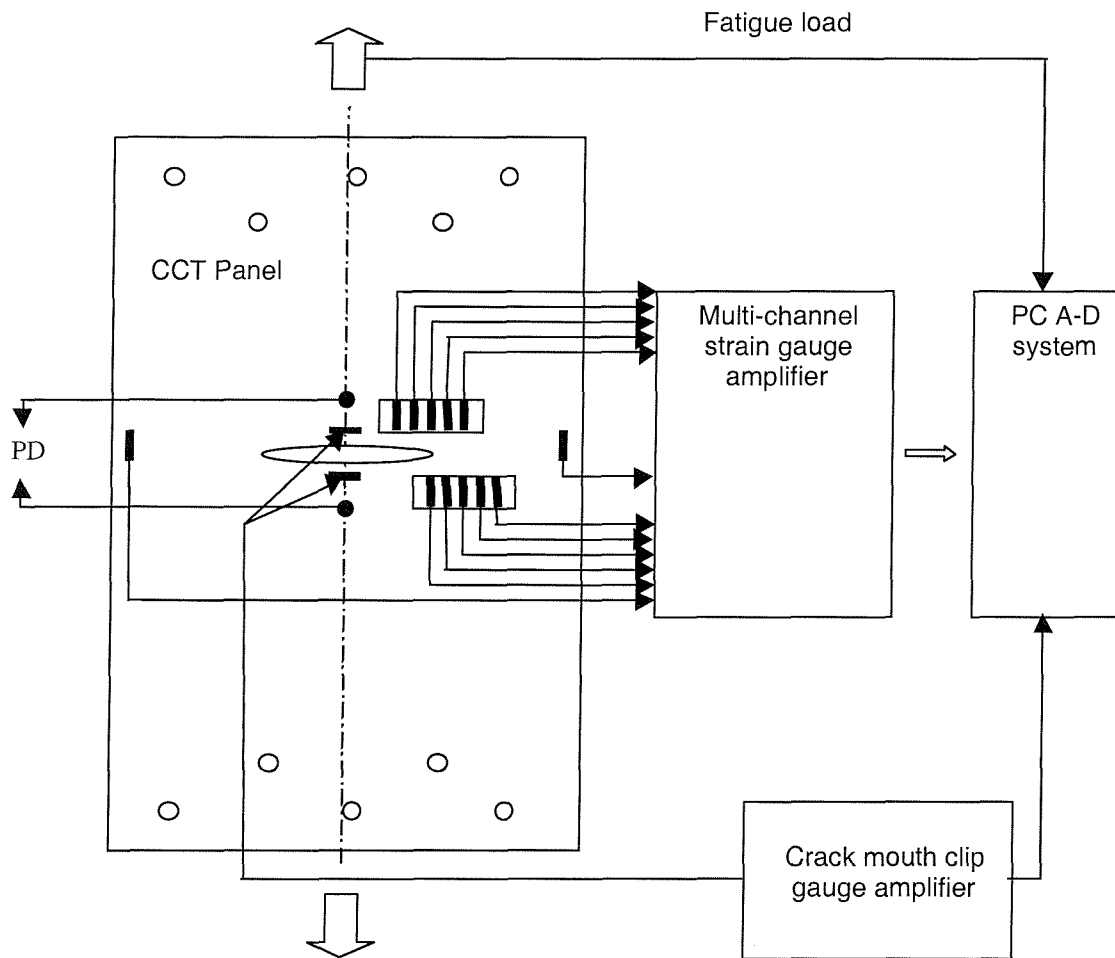 Fatigue load
CCT Panel
Multi-channel
strain gauge
amplifier
PC A-D
system
PD
Crack mouth clip
gauge amplifier